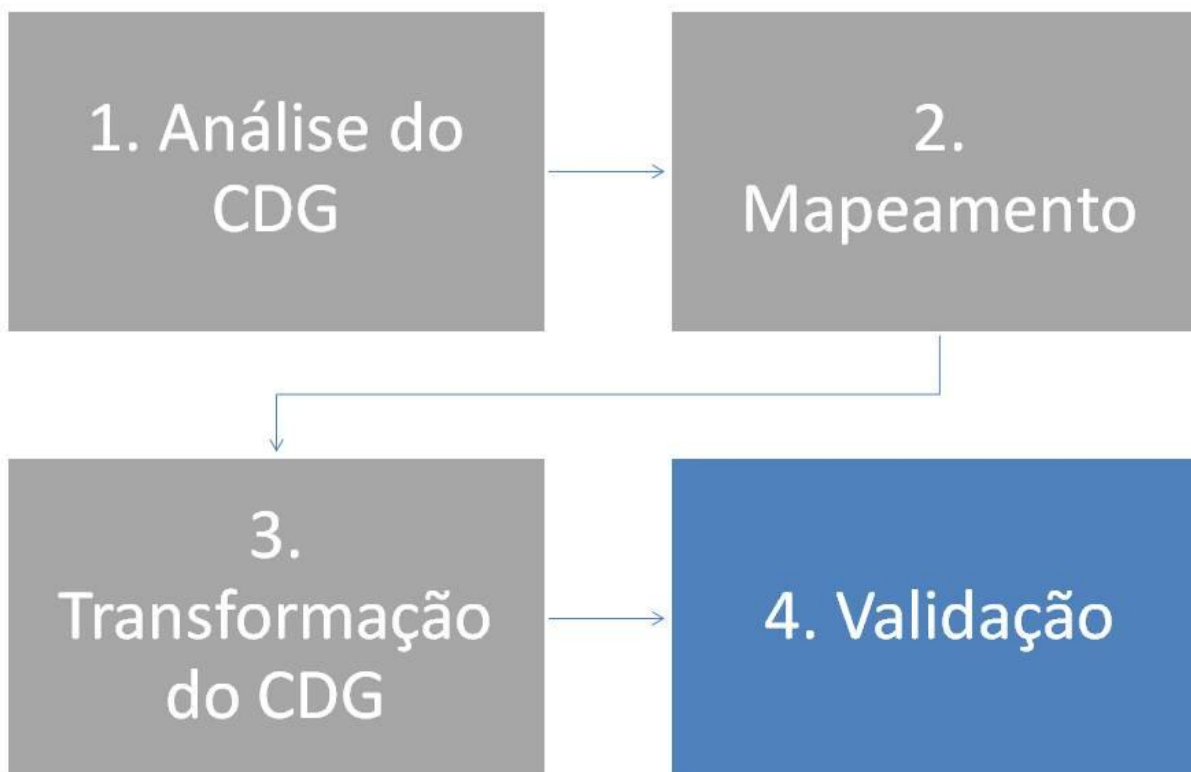 1. Análise do
CDG
2.
Mapeamento
3.
Transformação
do CDG
4. Validação